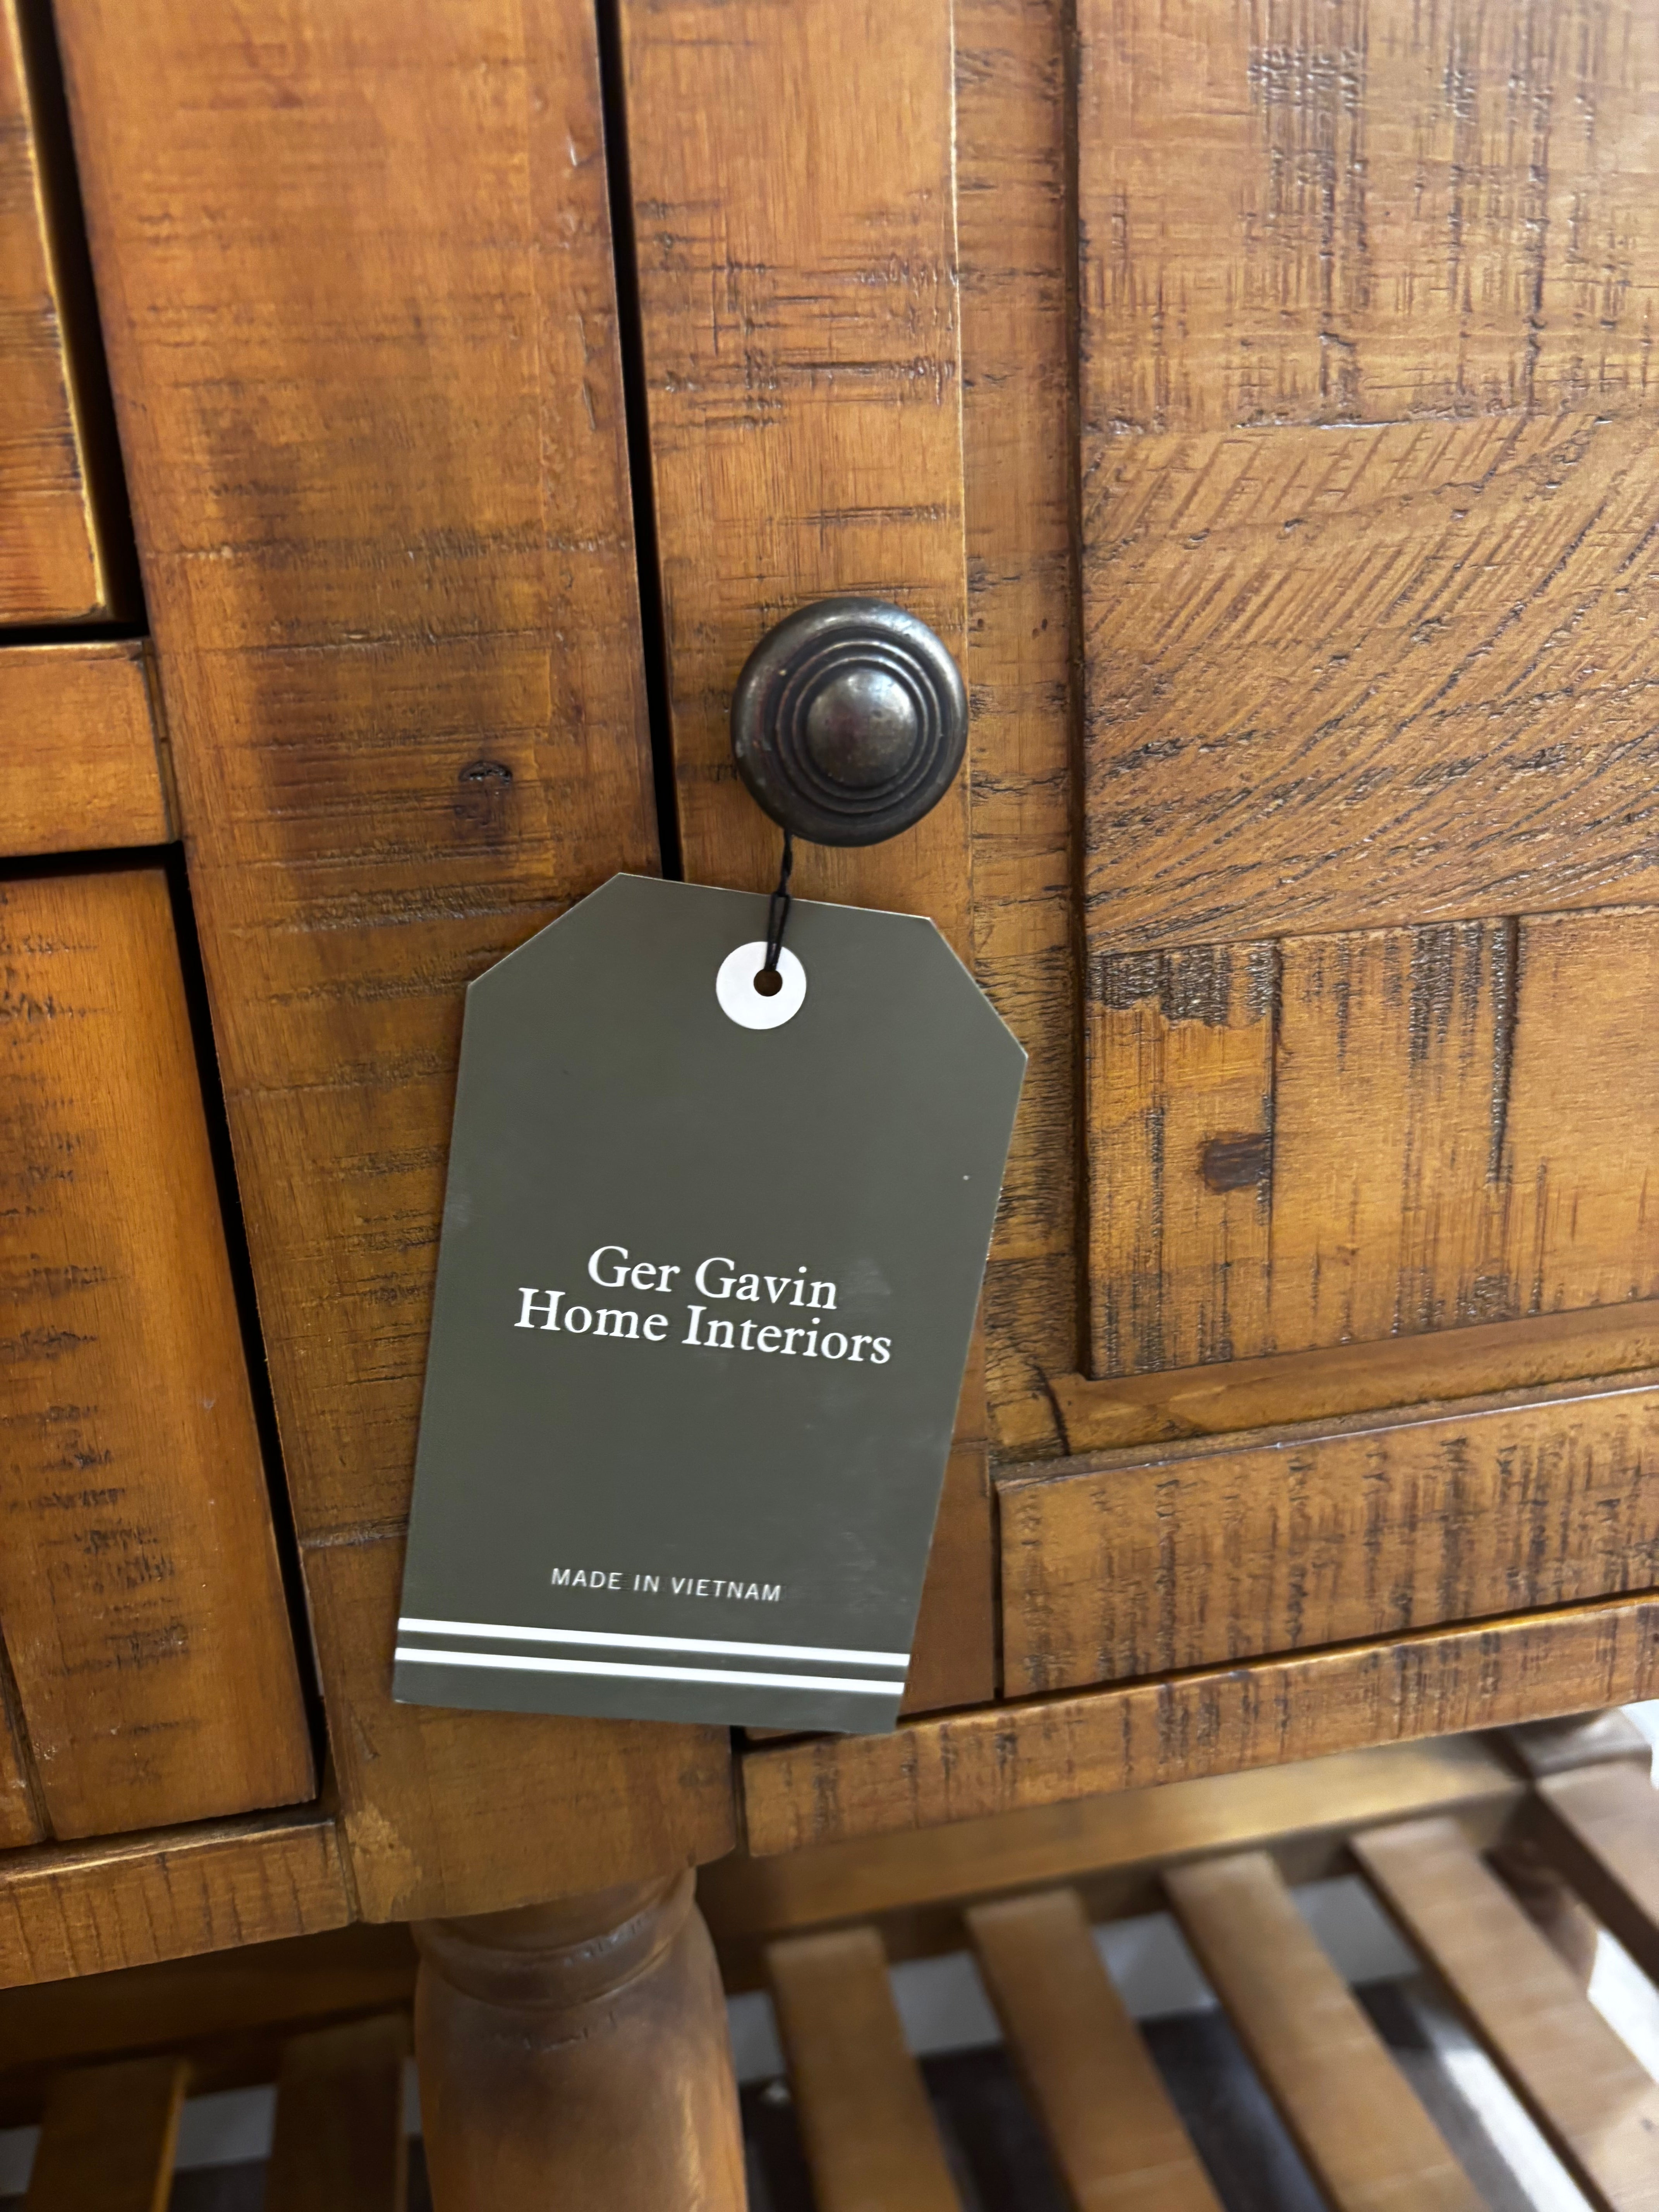 Ger Gavin
Home Interiors
MADE IN VIETNAM